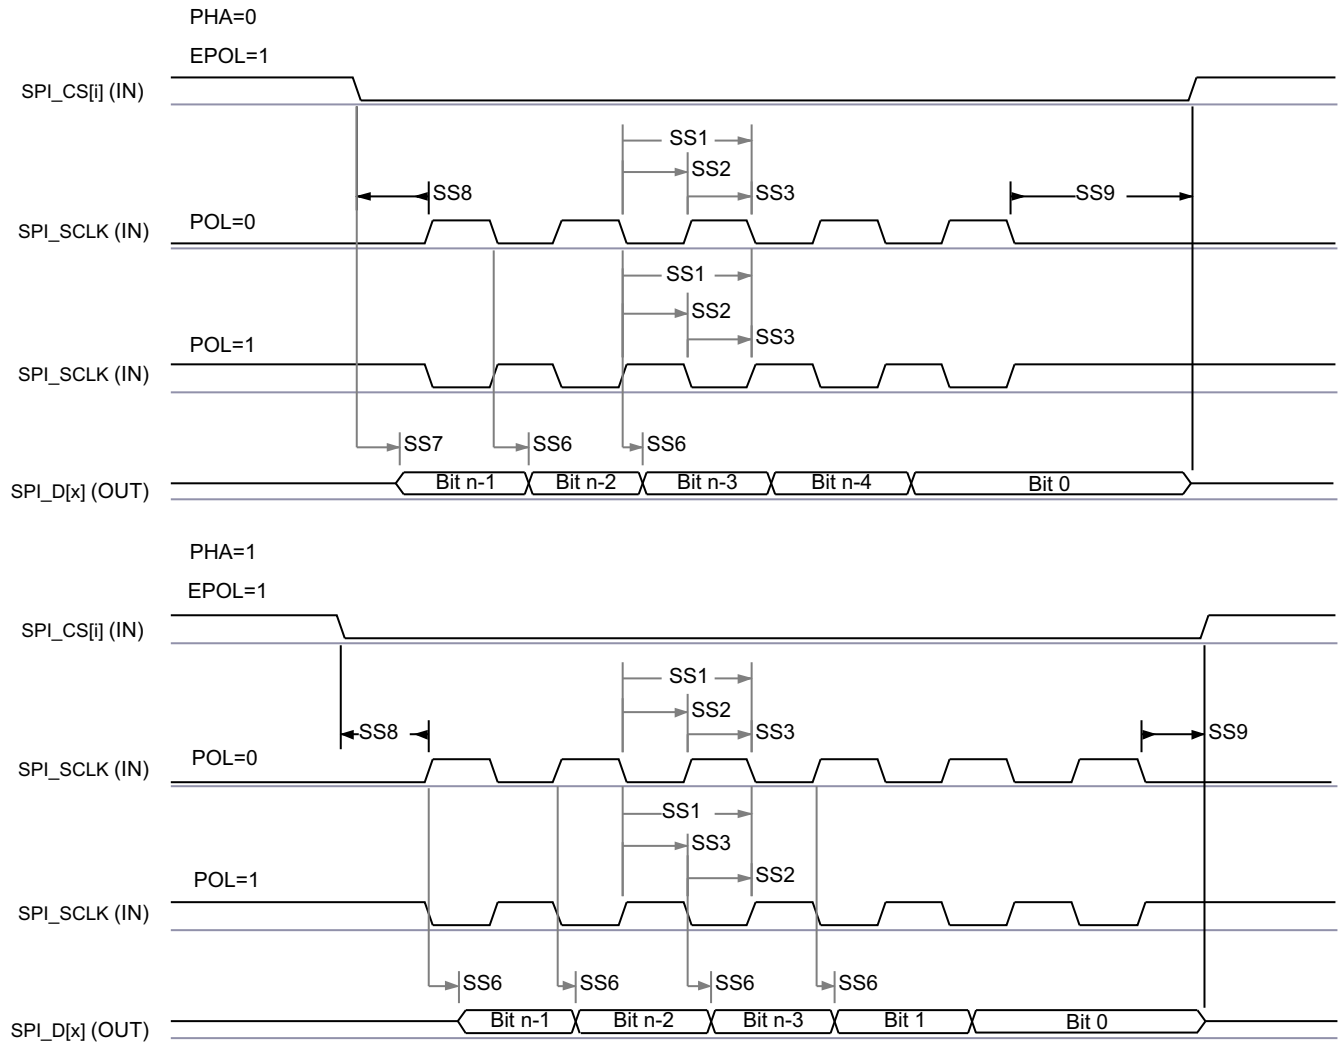 PHA=0
EPOL=1
SPI_CS[i] (IN)
SS1
SS2
SS8
SS3
SS9
POL=0
SPI_SCLK (IN)
SS1
SS2
SS3
POL=1
SPI_SCLK (IN)
SS7
SS6
SS6
SPI_D[x] (OUT)
Bit n-1
Bit n-2
Bit n-3
Bit n-4
Bit 0
PHA=1
EPOL=1
SPI_CS[i] (IN)
SS1
SS2
SS8
SS3
SS9
POL=0
SPI_SCLK (IN)
SS1
SS3
SS2
POL=1
SPI_SCLK (IN)
SS6
SS6
SS6
SS6
SPI_D[x] (OUT)
Bit n-1
Bit n-2
Bit n-3
Bit 1
Bit 0